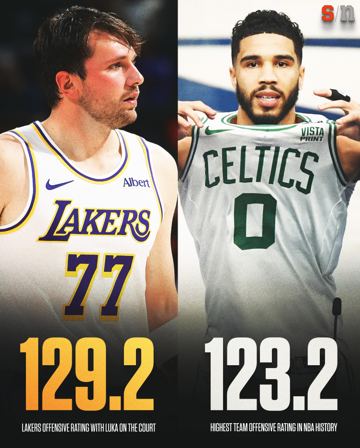 S/N
Albert
LAKERS
77
VISTA
PRINT
CELTICS
0
129.2
LAKERS OFFENSIVE RATING WITH LUKA ON THE COURT
123.2
HIGHEST TEAM OFFENSIVE RATING IN NBA HISTORY